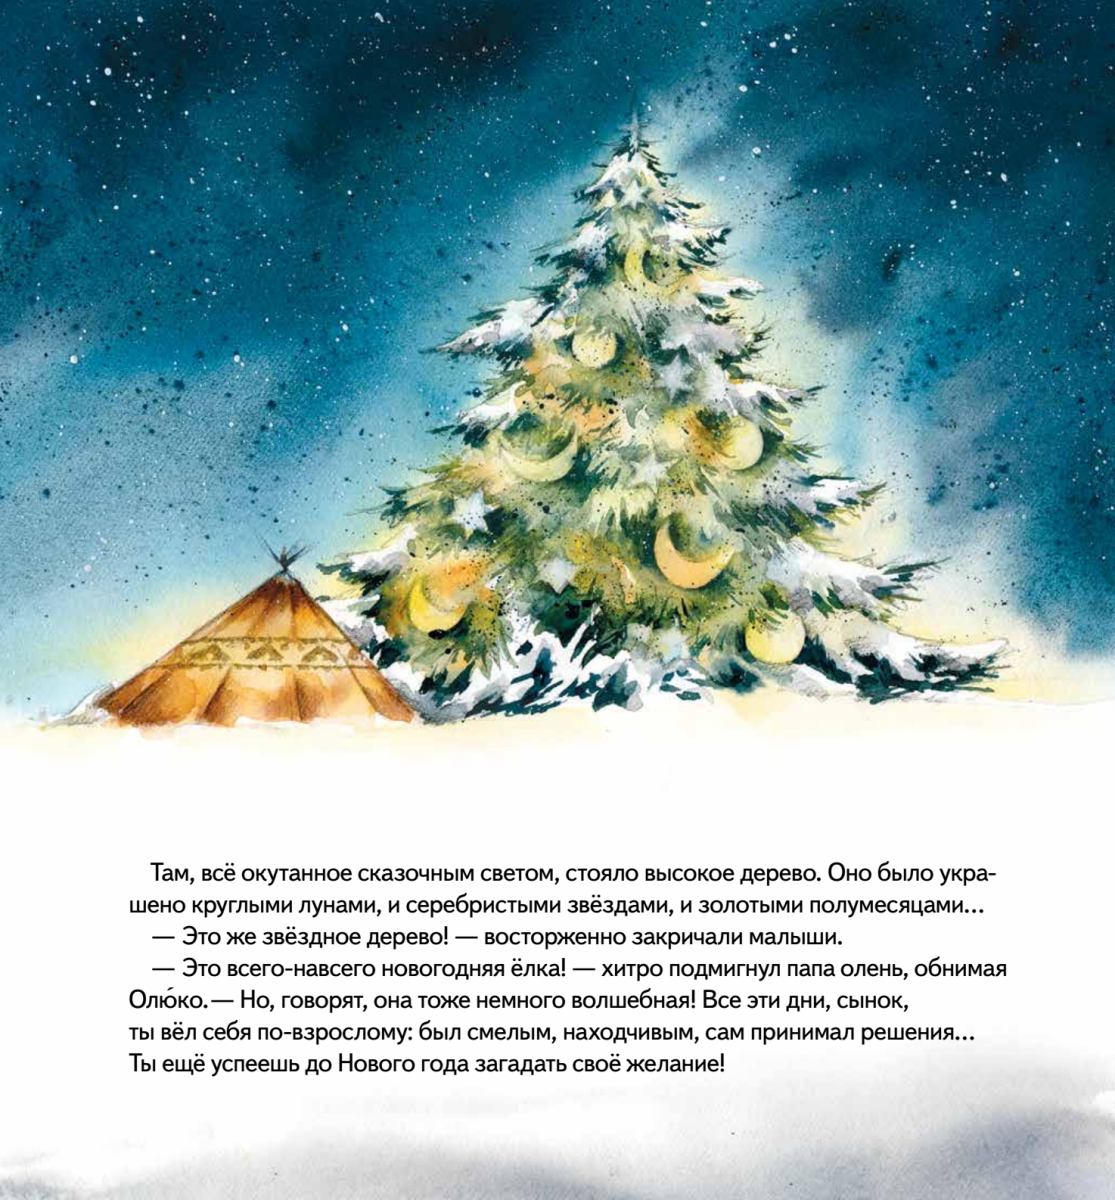 Там, всё окутанное сказочным светом, стояло высокое дерево. Оно было укра-
шено круглыми лунами, и серебристыми звёздами, и золотыми полумесяцами...
— Это же звёздное дерево! — восторженно закричали малыши.
— Это всего-навсего новогодняя ёлка! — хитро подмигнул папа олень, обнимая
Олю́ко.— Но, говорят, она тоже немного волшебная! Все эти дни, сынок,
ты вёл себя по-взрослому: был смелым, находчивым, сам принимал решения...
Ты ещё успеешь до Нового года загадать своё желание!